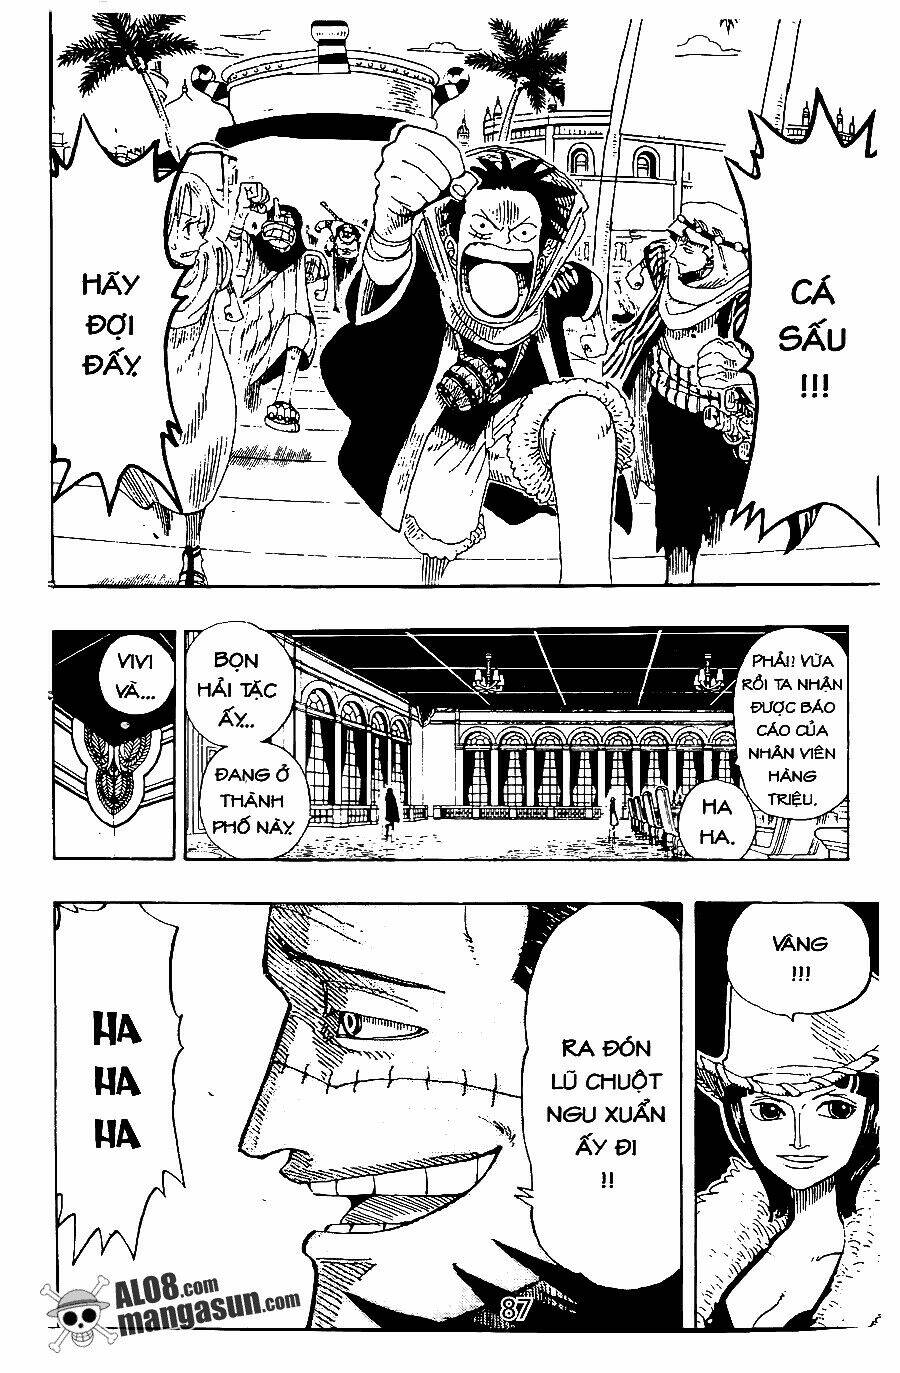 CÁ
SẤU
!!!
HÃY
ĐỢI
ĐẤY.
PHẢI! VỪA
RỒI TA NHẬN
ĐƯỢC BÁO
CÁO CỦA
NHÂN VIÊN
HÀNG
TRIỆU.
HA
HA.
BỌN
HẢI TẶC
ẤY...
ĐANG Ở
THÀNH
PHỐ NÀY.
VIVI
VÀ...
VÂNG
!!!
RA ĐÓN
LŨ CHUỘT
NGU XUẨN
ẤY ĐI
!!
HA
HA
HA
87
ALO8.com
mangasun.com